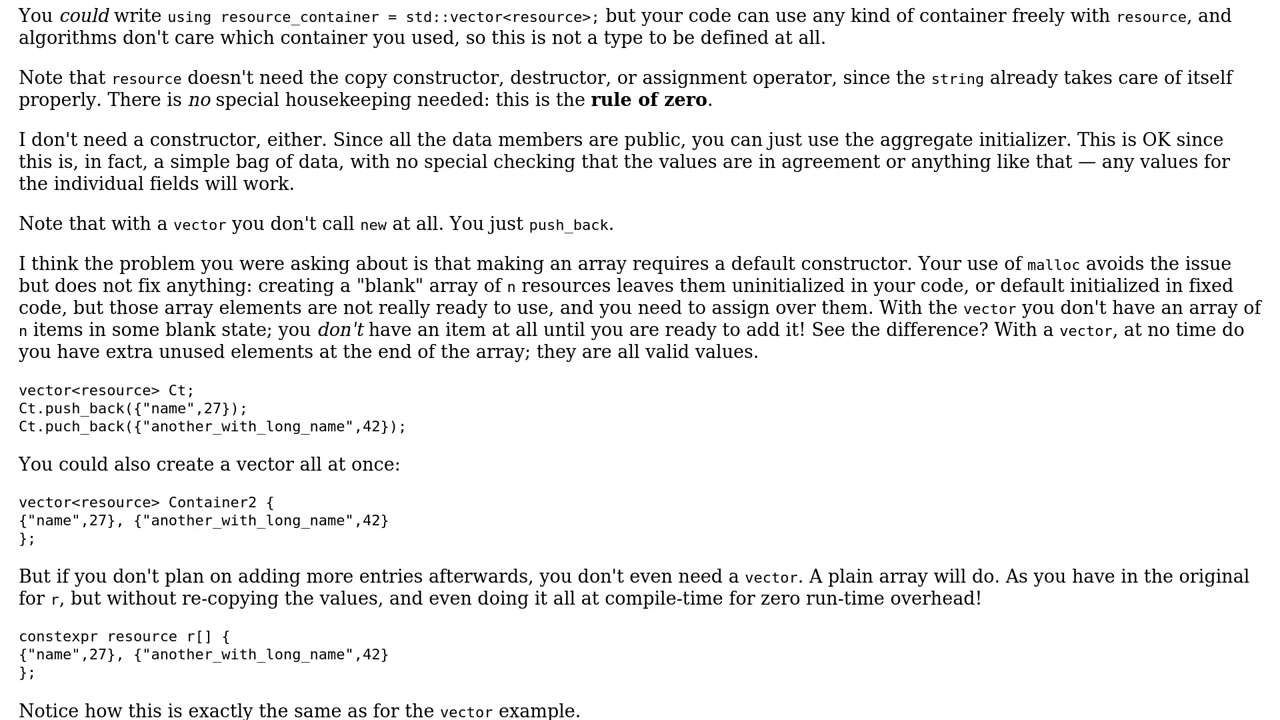 You could write using resource_container = std::vector<resource>; but your code can use any kind of container freely with resource, and
algorithms don't care which container you used, so this is not a type to be defined at all.
Note that resource doesn't need the copy constructor, destructor, or assignment operator, since the string already takes care of itself
properly. There is no special housekeeping needed: this is the rule of zero.
I don't need a constructor, either. Since all the data members are public, you can just use the aggregate initializer. This is OK since
this is, in fact, a simple bag of data, with no special checking that the values are in agreement or anything like that — any values for
the individual fields will work.
Note that with a vector you don't call new at all. You just push_back.
I think the problem you were asking about is that making an array requires a default constructor. Your use of malloc avoids the issue
but does not fix anything: creating a "blank" array of n resources leaves them uninitialized in your code, or default initialized in fixed
code, but those array elements are not really ready to use, and you need to assign over them. With the vector you don't have an array of
n items in some blank state; you don't have an item at all until you are ready to add it! See the difference? With a vector, at no time do
you have extra unused elements at the end of the array; they are all valid values.
vector<resource> Ct;
Ct.push_back({"name",27});
Ct.puch_back({"another_with_long_name",42});
You could also create a vector all at once:
vector<resource> Container2 {
{"name",27}, {"another_with_long_name",42}
};
But if you don't plan on adding more entries afterwards, you don't even need a vector. A plain array will do. As you have in the original
for r, but without re-copying the values, and even doing it all at compile-time for zero run-time overhead!
constexpr resource r[] {
{"name",27}, {"another_with_long_name",42}
};
Notice how this is exactly the same as for the vector example.